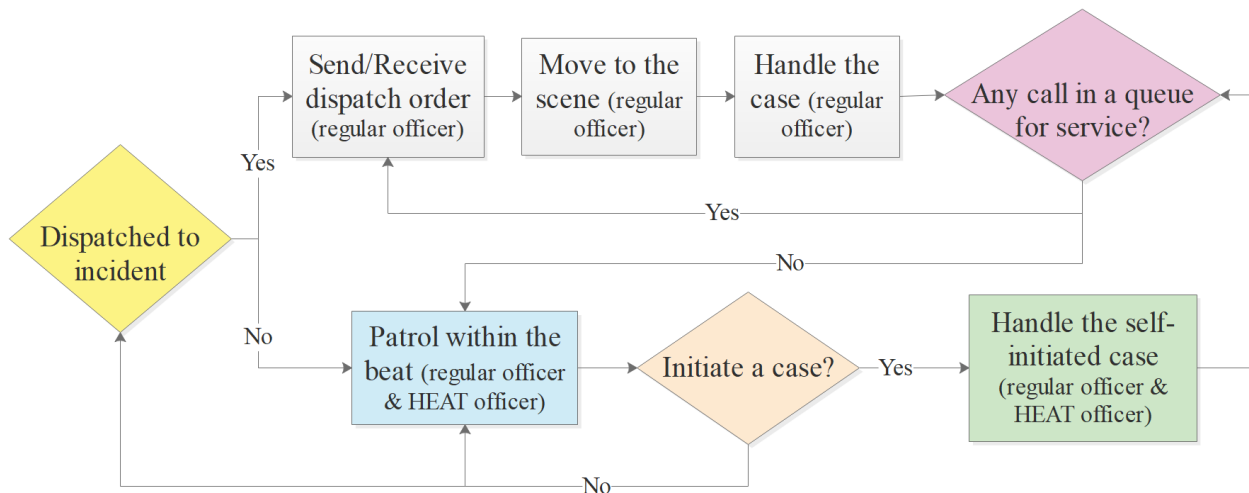 Send/Receive
dispatch order
(regular officer)
Move to the
scene (regular
officer)
Handle the
case (regular
officer)
Any call in a queue
for service?
Yes
Yes
Dispatched to
incident
No
No
Patrol within the
beat (regular officer
& HEAT officer)
Initiate a case?
Yes
Handle the self-
initiated case
(regular officer &
HEAT officer)
No